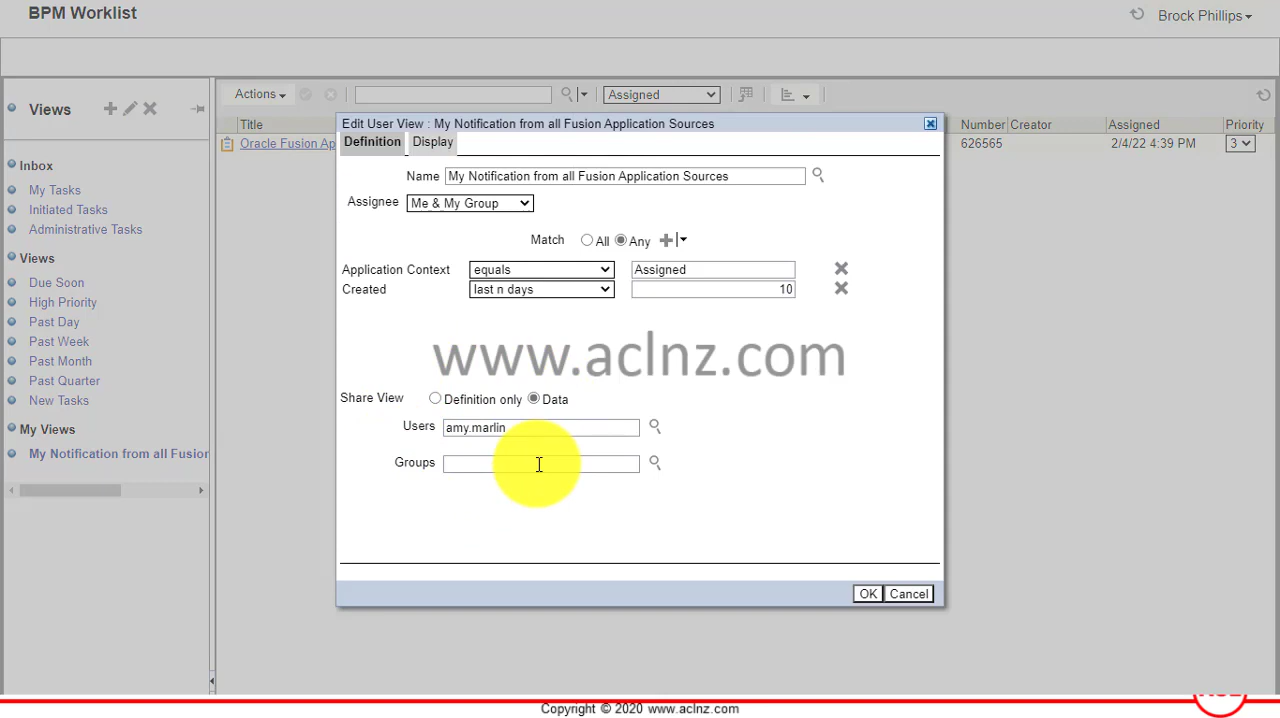 BPM Worklist
Brock Phillips
Views
Actions
Assigned
Title
Number
Creator
Assigned
Priority
Oracle Fusion Ap
626565
2/4/22 4:39 PM
3
Inbox
My Tasks
Initiated Tasks
Administrative Tasks
Views
Due Soon
High Priority
Past Day
Past Week
Past Month
Past Quarter
New Tasks
My Views
My Notification from all Fusion
Edit User View : My Notification from all Fusion Application Sources
Definition
Display
Name
My Notification from all Fusion Application Sources
Assignee
Me & My Group
Match
All
Any
Application Context
equals
Assigned
Created
last n days
10
www.aclnz.com
Share View
Definition only
Data
Users
amy.marlin
Groups
OK
Cancel
Copyright © 2020 www.aclnz.com